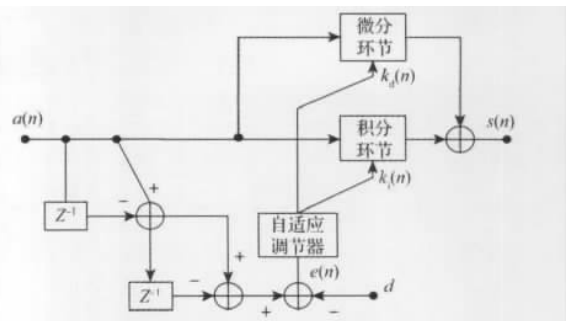 微分
环节
k_d(n)
a(n)
积分
环节
s(n)
k_i(n)
+
−
Z⁻¹
自适应
调节器
+
e(n)
Z⁻¹
−
+
−
d